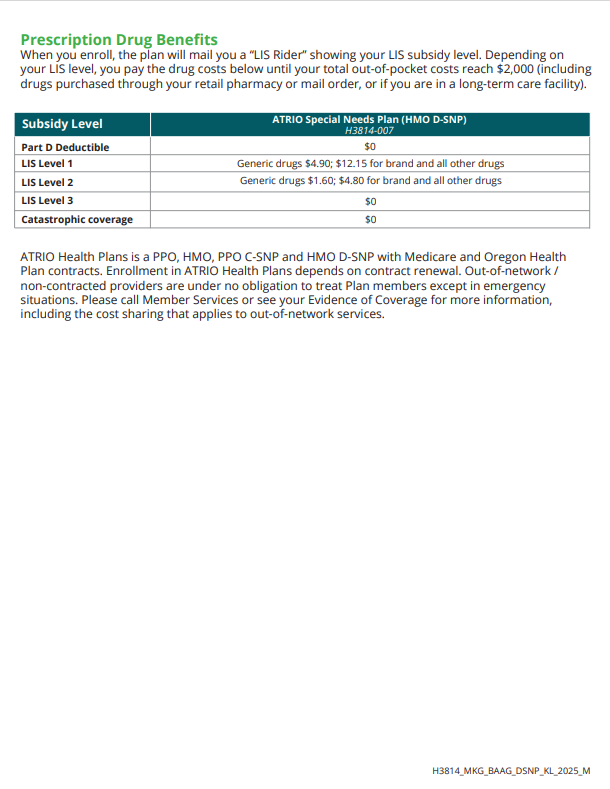 Prescription Drug Benefits
When you enroll, the plan will mail you a “LIS Rider” showing your LIS subsidy level. Depending on
your LIS level, you pay the drug costs below until your total out-of-pocket costs reach $2,000 (including
drugs purchased through your retail pharmacy or mail order, or if you are in a long-term care facility).
Subsidy Level
ATRIO Special Needs Plan (HMO D-SNP)
H3814-007
Part D Deductible
$0
LIS Level 1
Generic drugs $4.90; $12.15 for brand and all other drugs
LIS Level 2
Generic drugs $1.60; $4.80 for brand and all other drugs
LIS Level 3
$0
Catastrophic coverage
$0
ATRIO Health Plans is a PPO, HMO, PPO C-SNP and HMO D-SNP with Medicare and Oregon Health
Plan contracts. Enrollment in ATRIO Health Plans depends on contract renewal. Out-of-network /
non-contracted providers are under no obligation to treat Plan members except in emergency
situations. Please call Member Services or see your Evidence of Coverage for more information,
including the cost sharing that applies to out-of-network services.
H3814_MKG_BAAG_DSNP_KL_2025_M